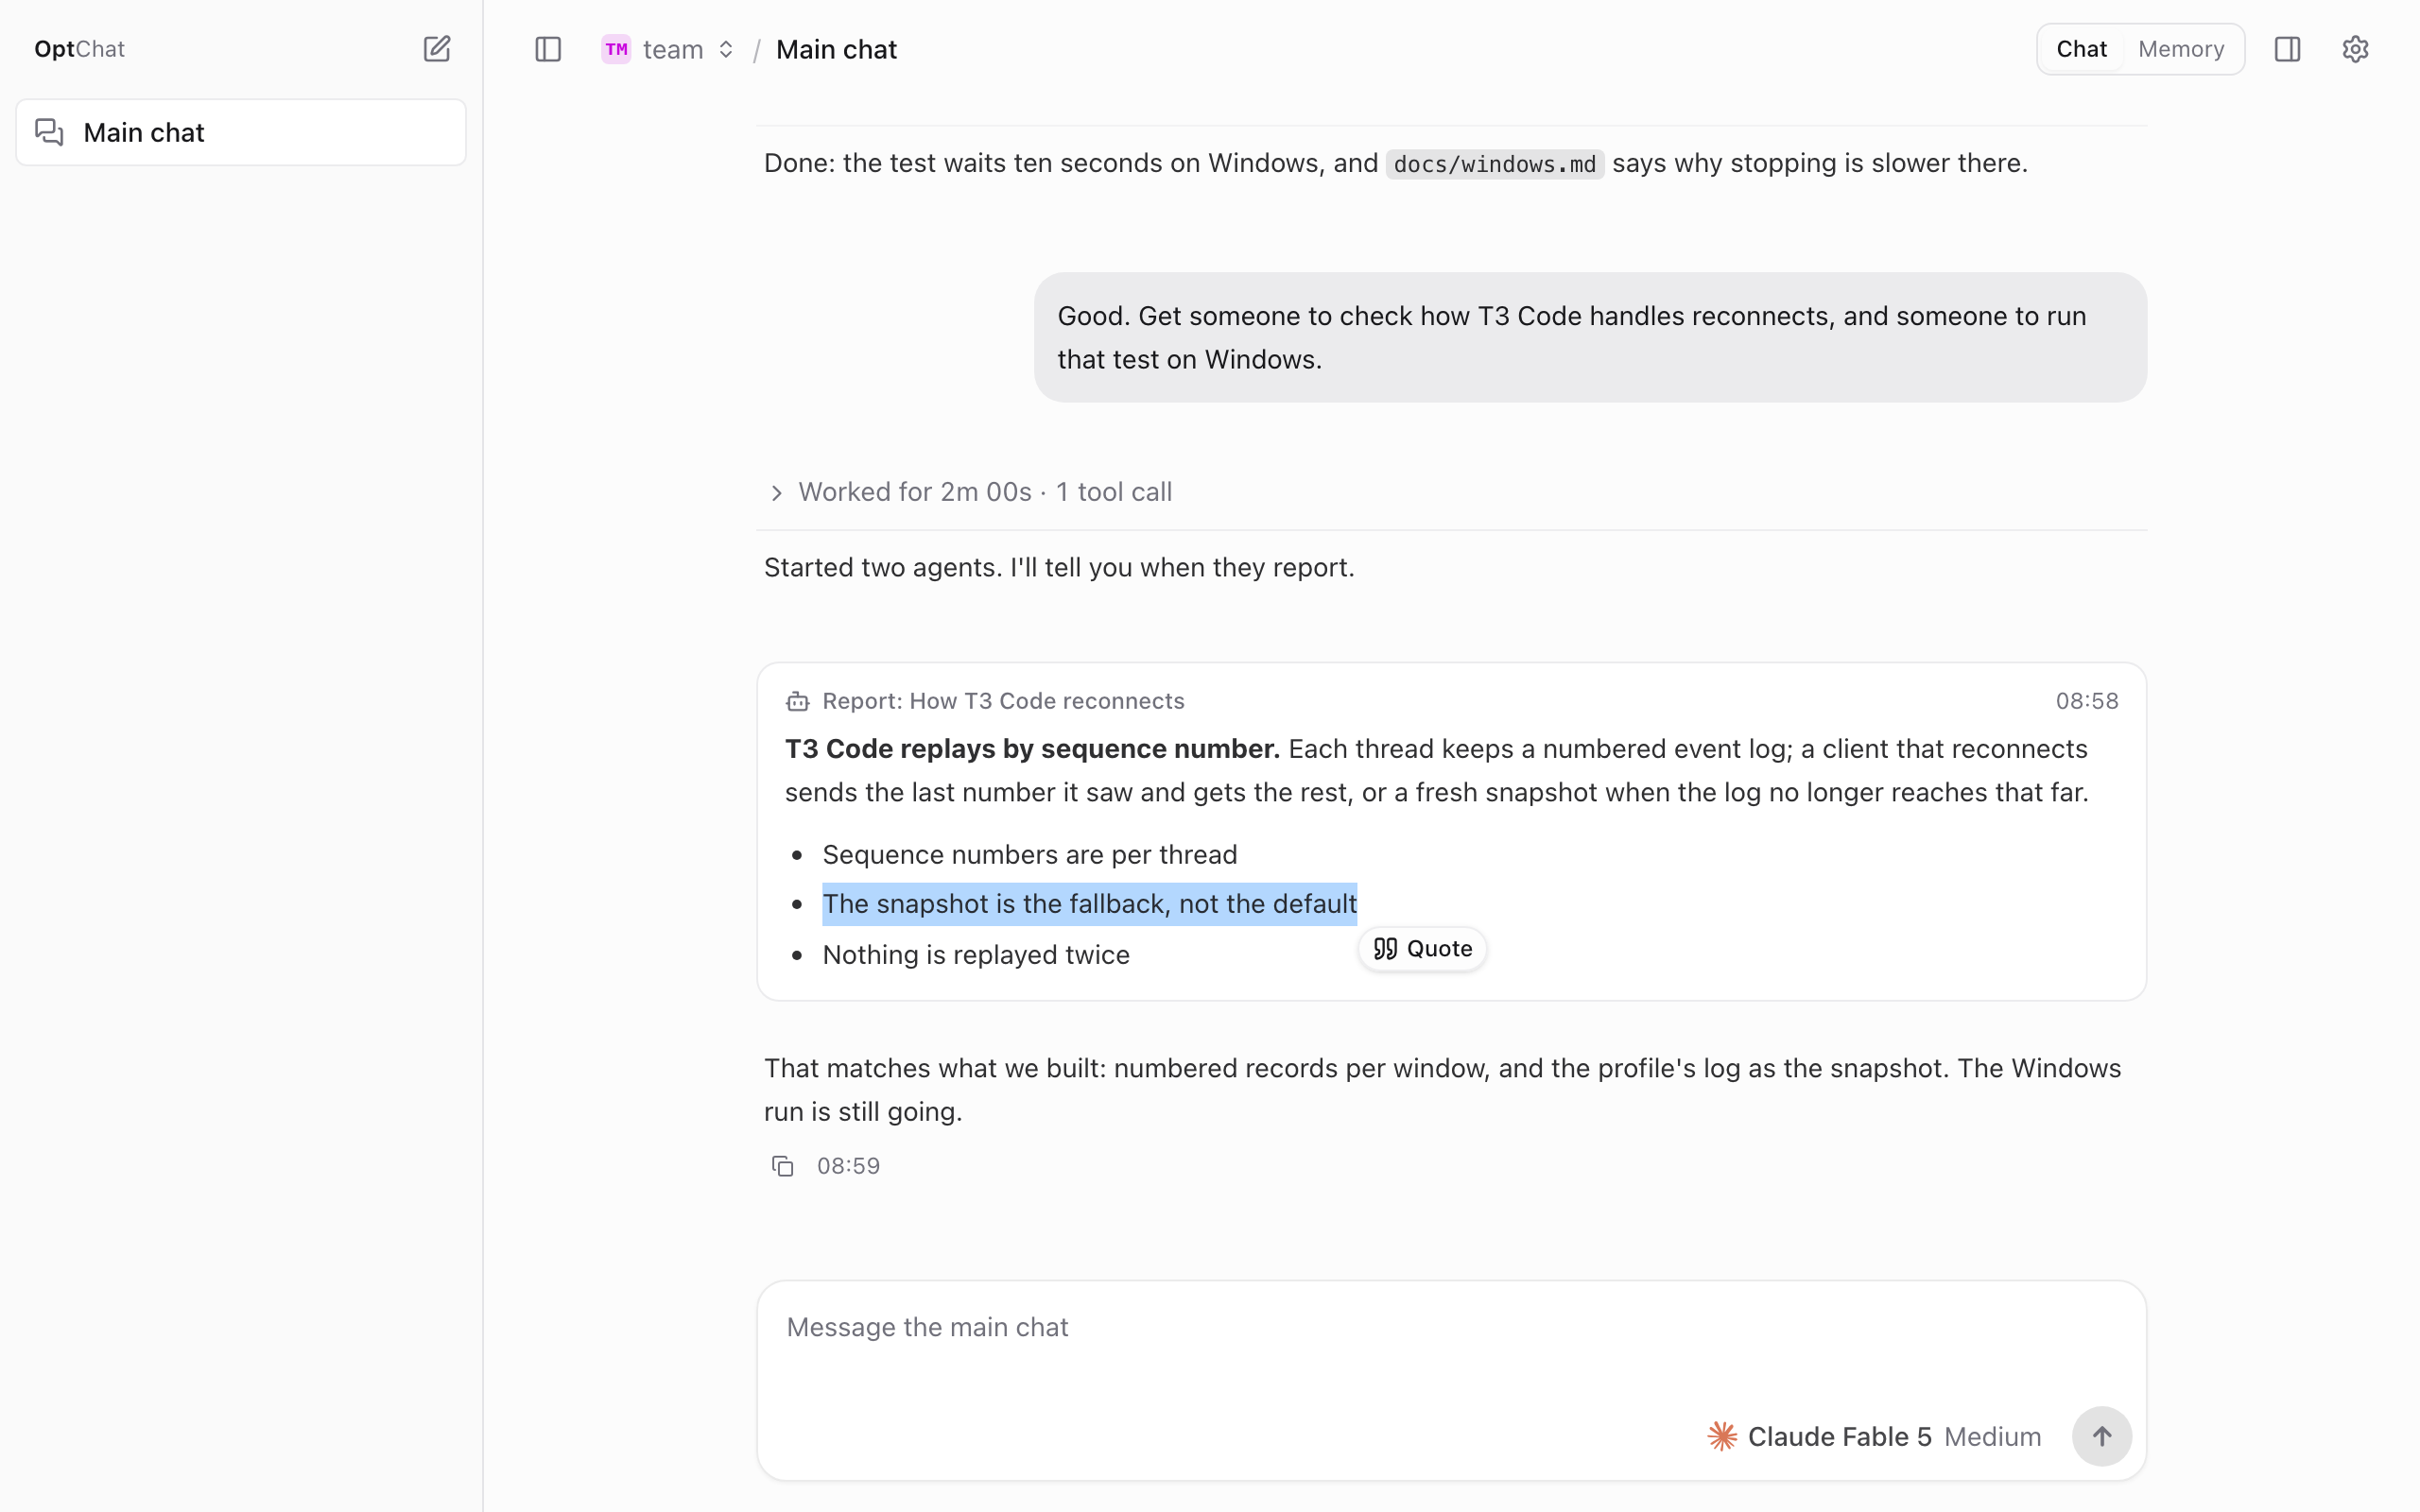 OptChat
TM team / Main chat
Chat Memory
Main chat
Done: the test waits ten seconds on Windows, and docs/windows.md says why stopping is slower there.
Good. Get someone to check how T3 Code handles reconnects, and someone to run
that test on Windows.
Worked for 2m 00s · 1 tool call
Started two agents. I'll tell you when they report.
Report: How T3 Code reconnects 08:58
T3 Code replays by sequence number. Each thread keeps a numbered event log; a client that reconnects
sends the last number it saw and gets the rest, or a fresh snapshot when the log no longer reaches that far.
• Sequence numbers are per thread
• The snapshot is the fallback, not the default
Quote
• Nothing is replayed twice
That matches what we built: numbered records per window, and the profile's log as the snapshot. The Windows
run is still going.
08:59
Message the main chat
Claude Fable 5 Medium